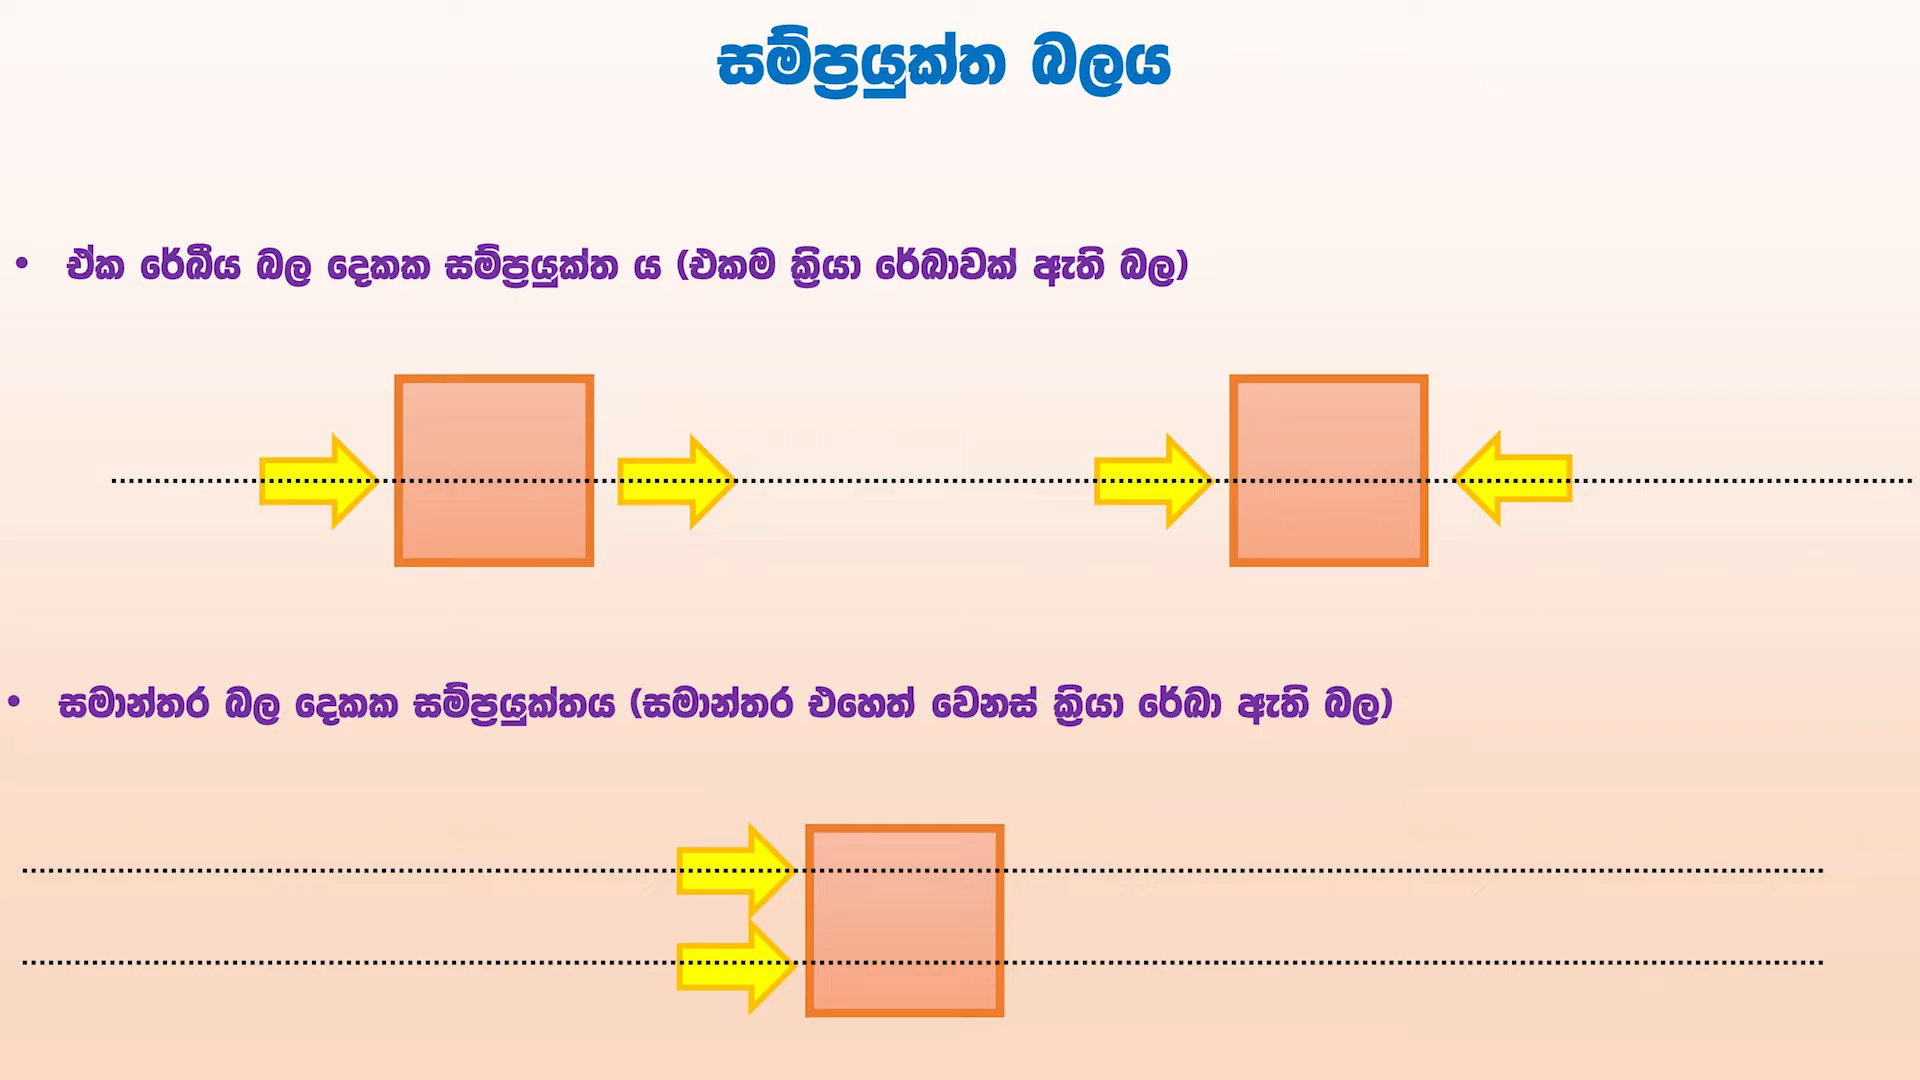 සම්ප්‍රයුක්ත බලය
• ඒක රේඛීය බල දෙකක සම්ප්‍රයුක්ත ය (එකම ක්‍රියා රේඛාවක් ඇති බල)
• සමාන්තර බල දෙකක සම්ප්‍රයුක්තය (සමාන්තර එහෙත් වෙනස් ක්‍රියා රේඛා ඇති බල)